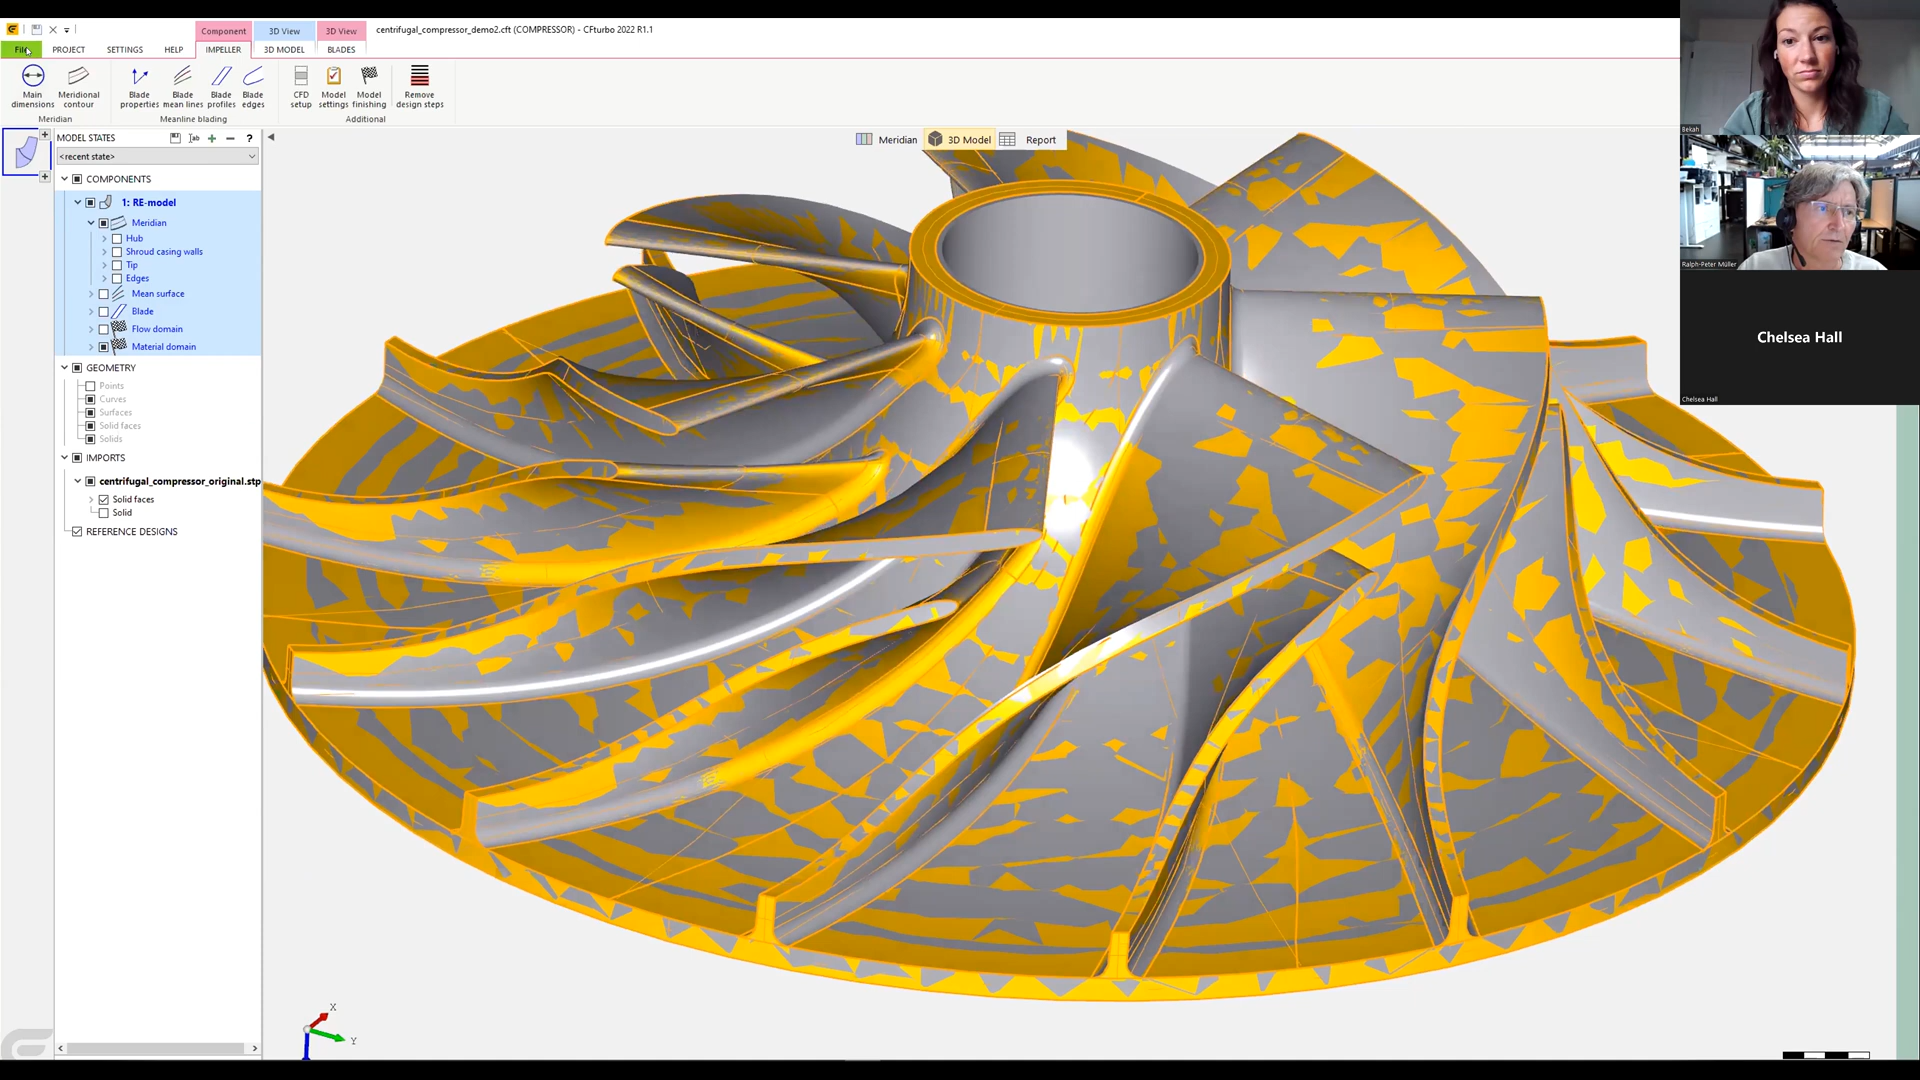 Component
3D View
3D View
centrifugal_compressor_demo2.cft (COMPRESSOR) - CFturbo 2022 R1.1
File
PROJECT
SETTINGS
HELP
IMPELLER
3D MODEL
BLADES
Main dimensions
Meridional contour
Blade properties
Blade mean lines
Blade profiles
Blade edges
CFD setup
Model settings
Model finishing
Remove design steps
Meridian
Meanline blading
Additional
MODEL STATES
ab
?
<recent state>
COMPONENTS
1: RE-model
Meridian
Hub
Shroud casing walls
Tip
Edges
Mean surface
Blade
Flow domain
Material domain
GEOMETRY
Points
Curves
Surfaces
Solid faces
Solids
IMPORTS
centrifugal_compressor_original.stp
Solid faces
Solid
REFERENCE DESIGNS
Meridian
3D Model
Report
X
Y
Bekah
Ralph-Peter Müller
Chelsea Hall
Chelsea Hall